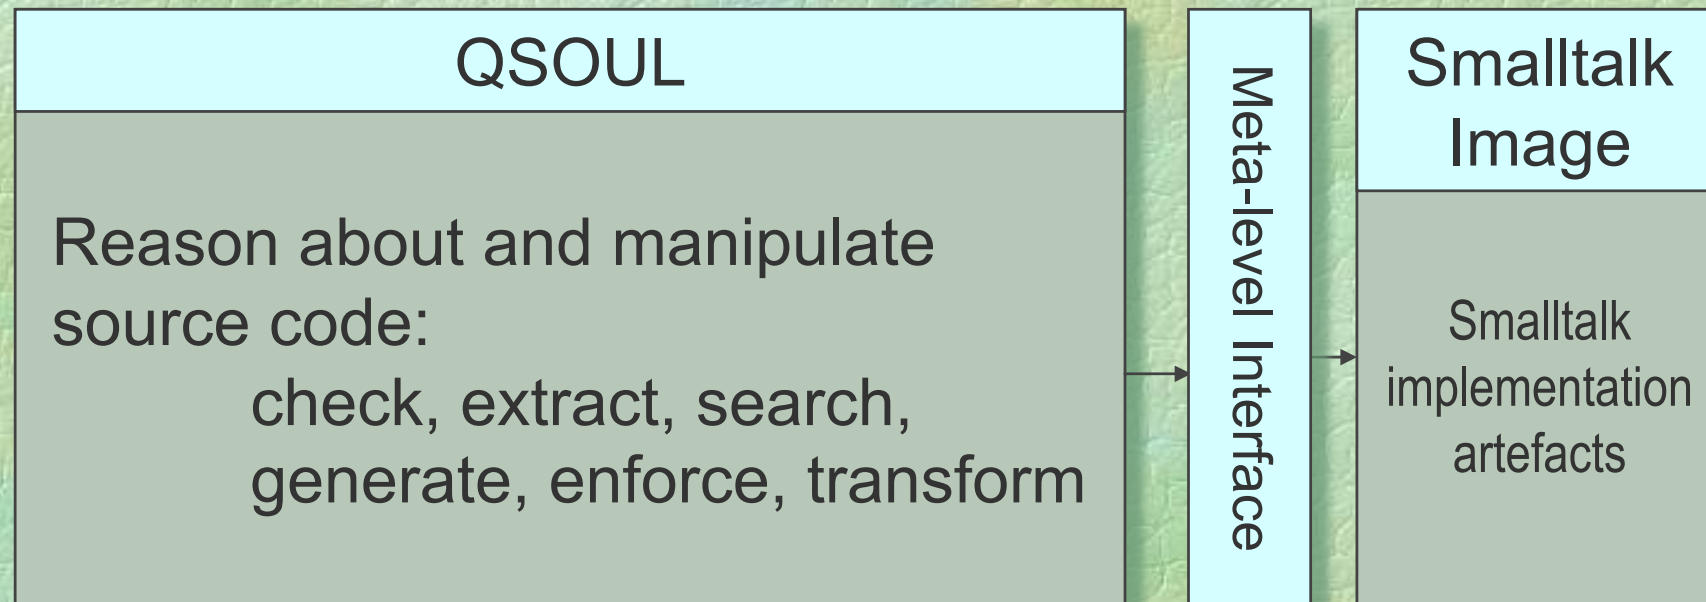 QSOUL
Reason about and manipulate
source code:
check, extract, search,
generate, enforce, transform
Meta-level Interface
Smalltalk
Image
Smalltalk
implementation
artefacts